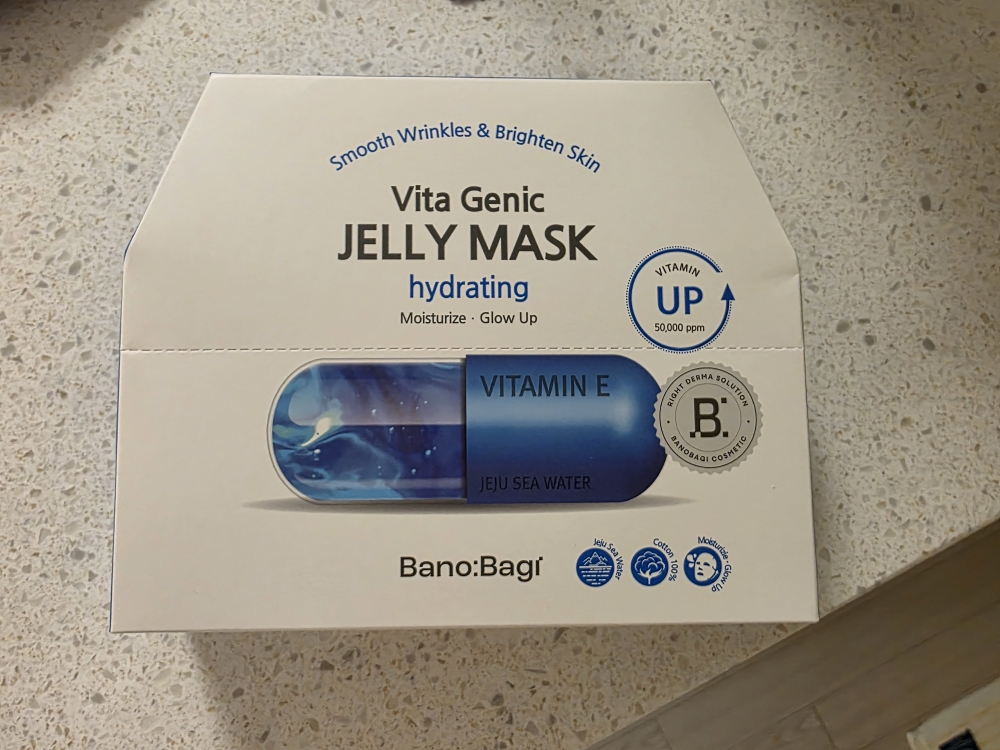 Smooth Wrinkles & Brighten Skin
Vita Genic
JELLY MASK
hydrating
Moisturize · Glow Up
VITAMIN
UP
50,000 ppm
VITAMIN E
JEJU SEA WATER
RIGHT DERMA SOLUTION
B:
BANOBAGI COSMETIC
Bano:Bagi
Jeju Sea Water
Cotton 100%
Moisturize · Glow Up